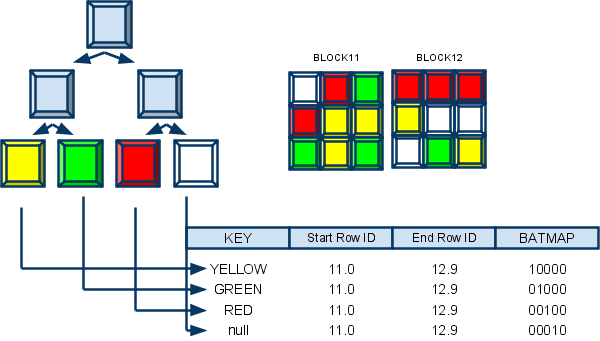 BLOCK11 BLOCK12
KEY Start Row ID End Row ID BATMAP
YELLOW 11.0 12.9 10000
GREEN 11.0 12.9 01000
RED 11.0 12.9 00100
null 11.0 12.9 00010